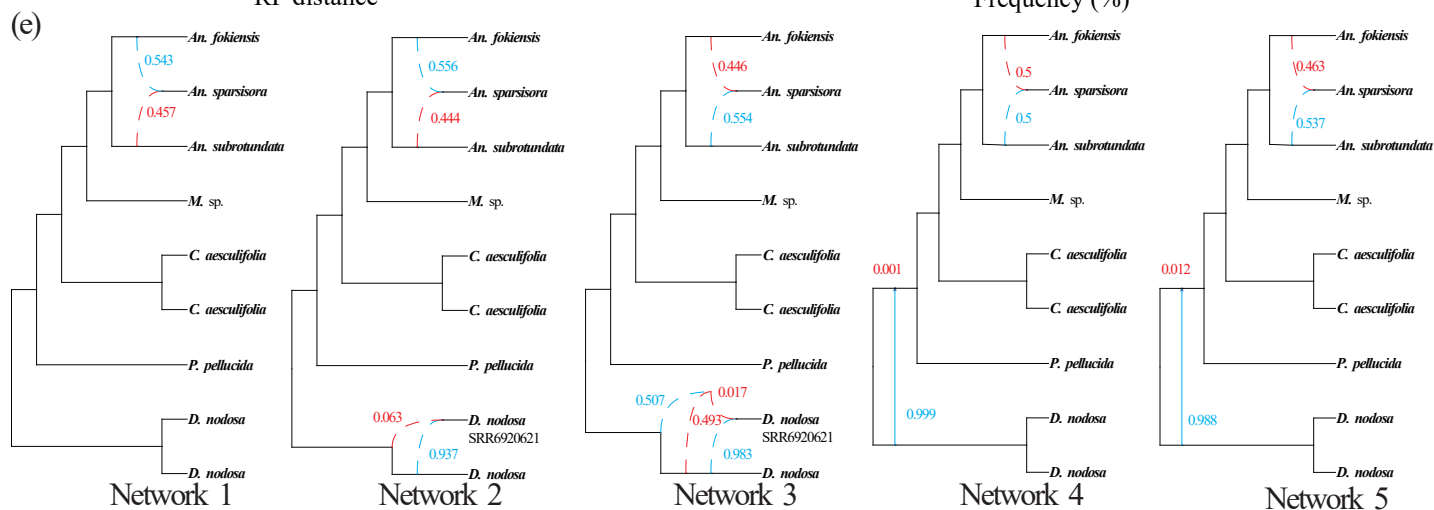 RF distance
Frequency (%)
(e)
An. fokiensis
0.543
An. sparsisora
0.457
An. subrotundata
M. sp.
C. aesculifolia
C. aesculifolia
P. pellucida
D. nodosa
D. nodosa
Network 1
An. fokiensis
0.556
An. sparsisora
0.444
An. subrotundata
M. sp.
C. aesculifolia
C. aesculifolia
P. pellucida
0.063
D. nodosa
SRR6920621
0.937
D. nodosa
Network 2
An. fokiensis
0.446
An. sparsisora
0.554
An. subrotundata
M. sp.
C. aesculifolia
C. aesculifolia
P. pellucida
0.507
0.017
0.493
D. nodosa
SRR6920621
0.983
D. nodosa
Network 3
An. fokiensis
0.5
An. sparsisora
0.5
An. subrotundata
M. sp.
C. aesculifolia
0.001
C. aesculifolia
P. pellucida
0.999
D. nodosa
D. nodosa
Network 4
An. fokiensis
0.463
An. sparsisora
0.537
An. subrotundata
M. sp.
C. aesculifolia
0.012
C. aesculifolia
P. pellucida
0.988
D. nodosa
D. nodosa
Network 5